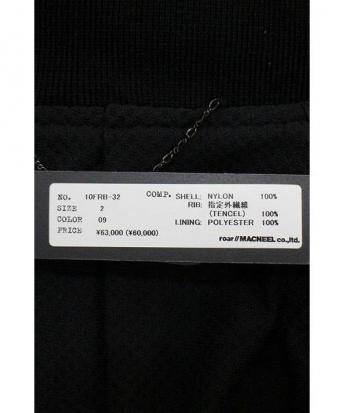 NO. 10FRB-32 COMP. SHELL: NYLON 100%
SIZE 2 RIB: 指定外繊維
(TENCEL) 100%
COLOR 09 LINING: POLYESTER 100%
PRICE ¥63,000 (¥60,000)
roar//MACNEEL co.,ltd.